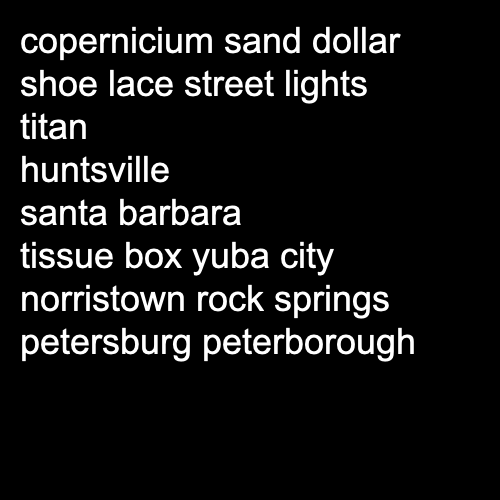 copernicium sand dollar
shoe lace street lights
titan
huntsville
santa barbara
tissue box yuba city
norristown rock springs
petersburg peterborough